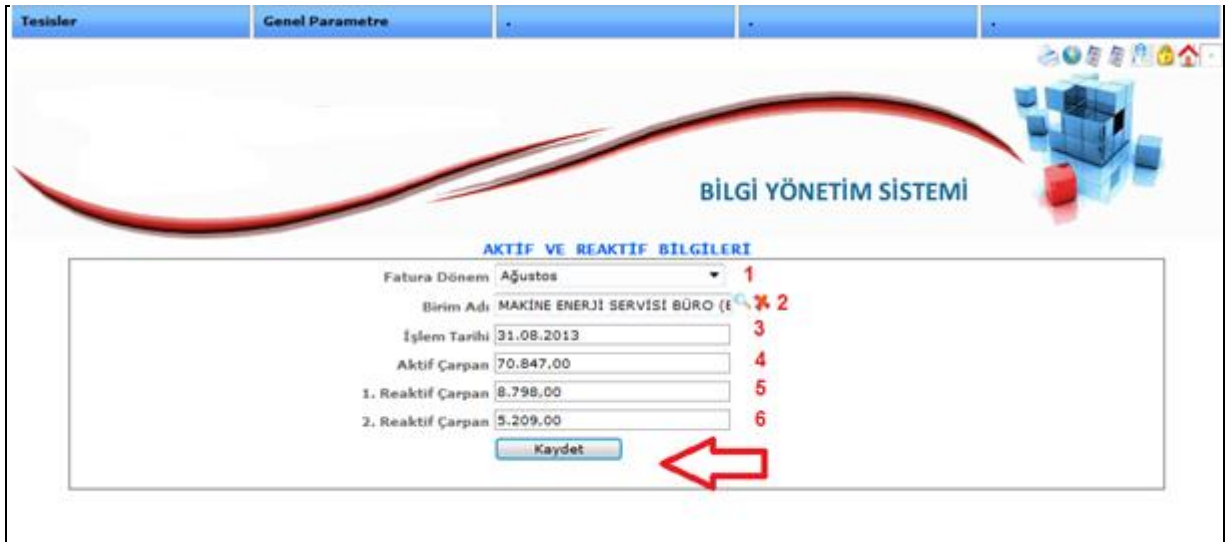 Tesisler Genel Parametre . . .
BİLGİ YÖNETİM SİSTEMİ
AKTİF VE REAKTİF BİLGİLERİ
Fatura Dönem Ağustos 1
Birim Adı MAKİNE ENERJİ SERVİSİ BÜRO (E 2
İşlem Tarihi 31.08.2013 3
Aktif Çarpan 70.847,00 4
1. Reaktif Çarpan 8.798,00 5
2. Reaktif Çarpan 5.209,00 6
Kaydet